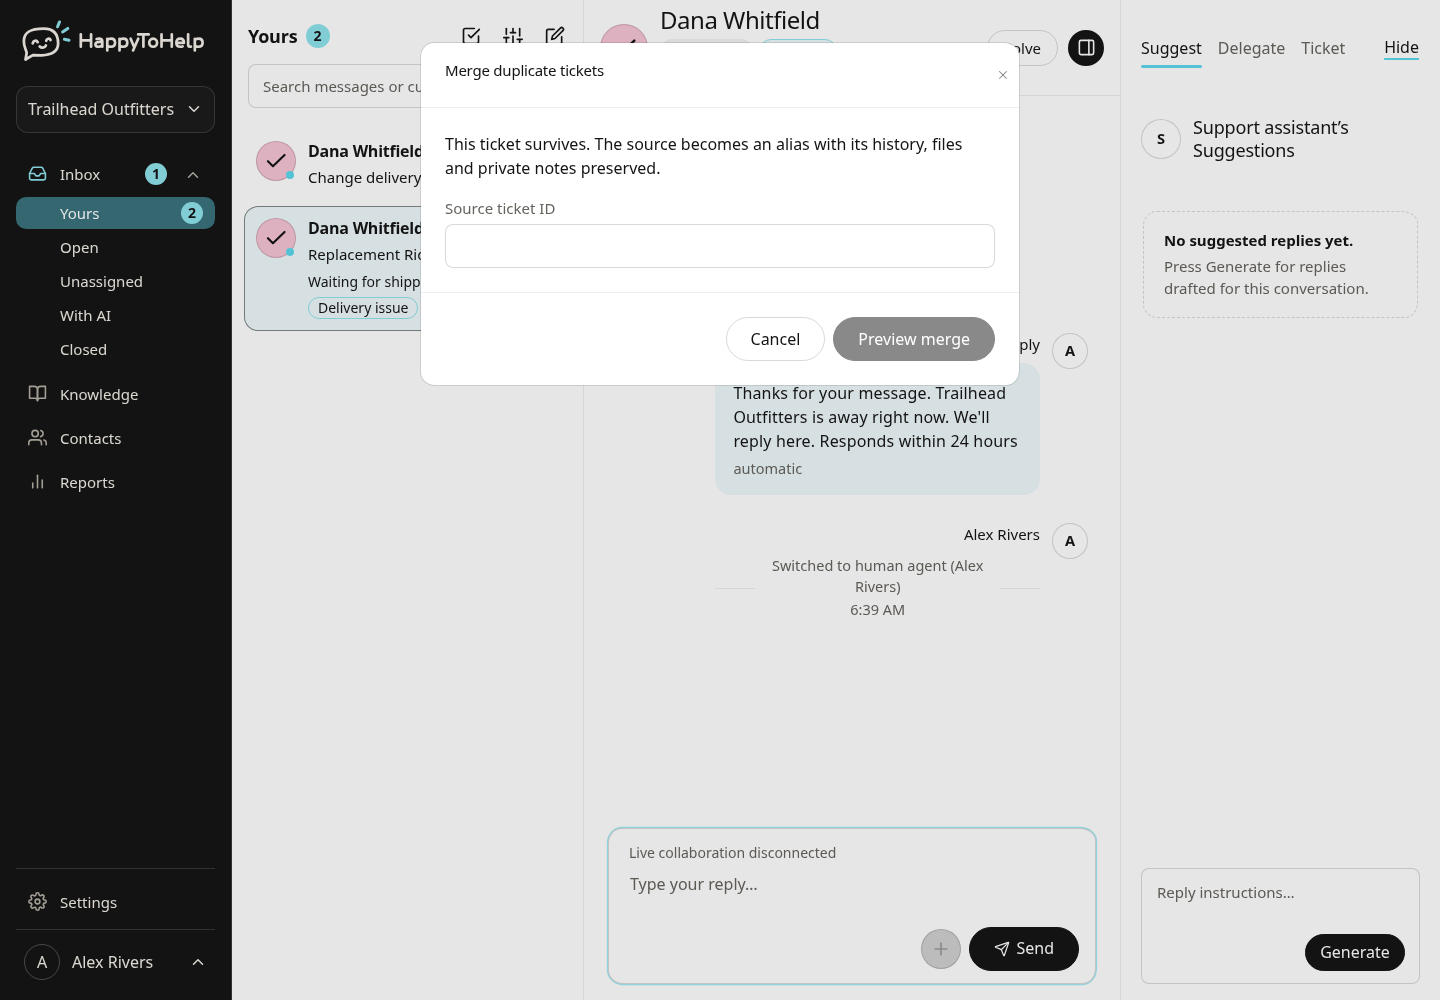 HappyToHelp
Trailhead Outfitters
Inbox 1
Yours 2
Open
Unassigned
With AI
Closed
Knowledge
Contacts
Reports
Settings
A Alex Rivers
Yours 2
Search messages or cu
Dana Whitfield
Change delivery
Dana Whitfield
Replacement Ric
Waiting for shipp
Delivery issue
Dana Whitfield
olve
Merge duplicate tickets
×
This ticket survives. The source becomes an alias with its history, files
and private notes preserved.
Source ticket ID
Cancel
Preview merge
ply
A
Thanks for your message. Trailhead
Outfitters is away right now. We'll
reply here. Responds within 24 hours
automatic
Alex Rivers
A
Switched to human agent (Alex
Rivers)
6:39 AM
Live collaboration disconnected
Type your reply...
Send
Suggest Delegate Ticket Hide
S
Support assistant's
Suggestions
No suggested replies yet.
Press Generate for replies
drafted for this conversation.
Reply instructions...
Generate